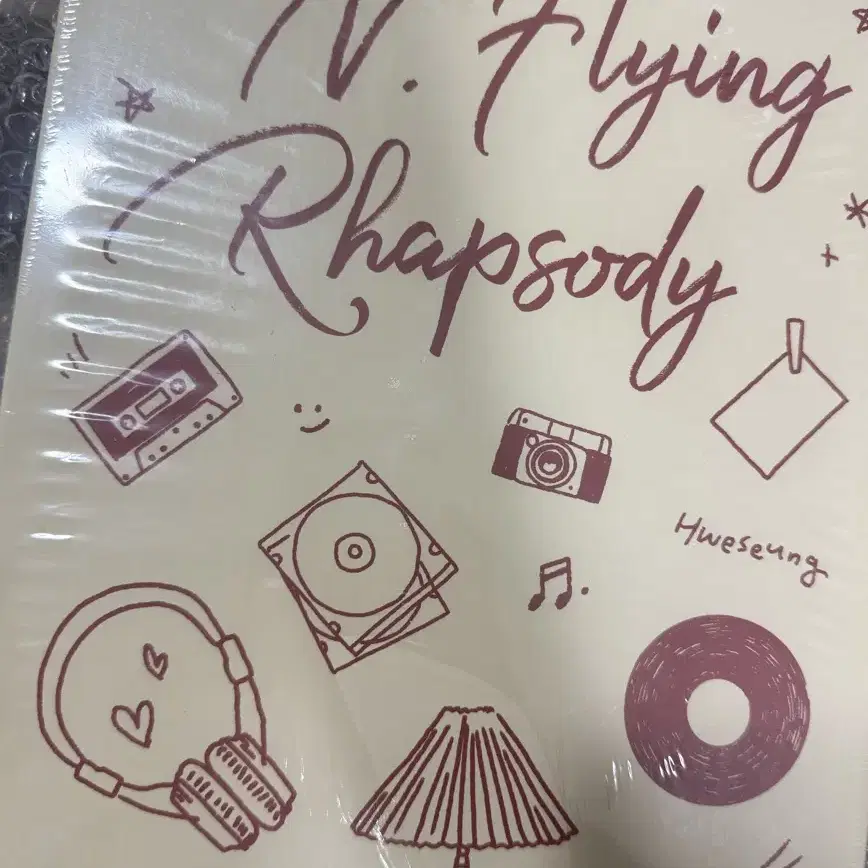 N. Flying
Rhapsody
Hweseung